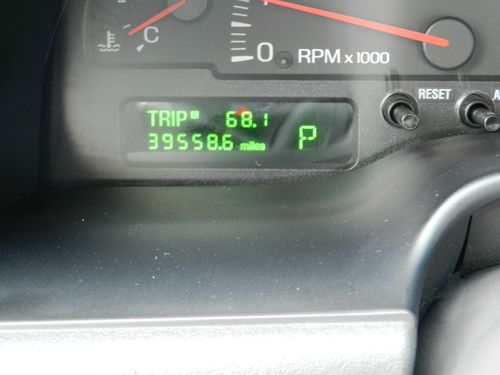 C
0
RPM x 1000
RESET
TRIP 68.1
39558.6 miles
P